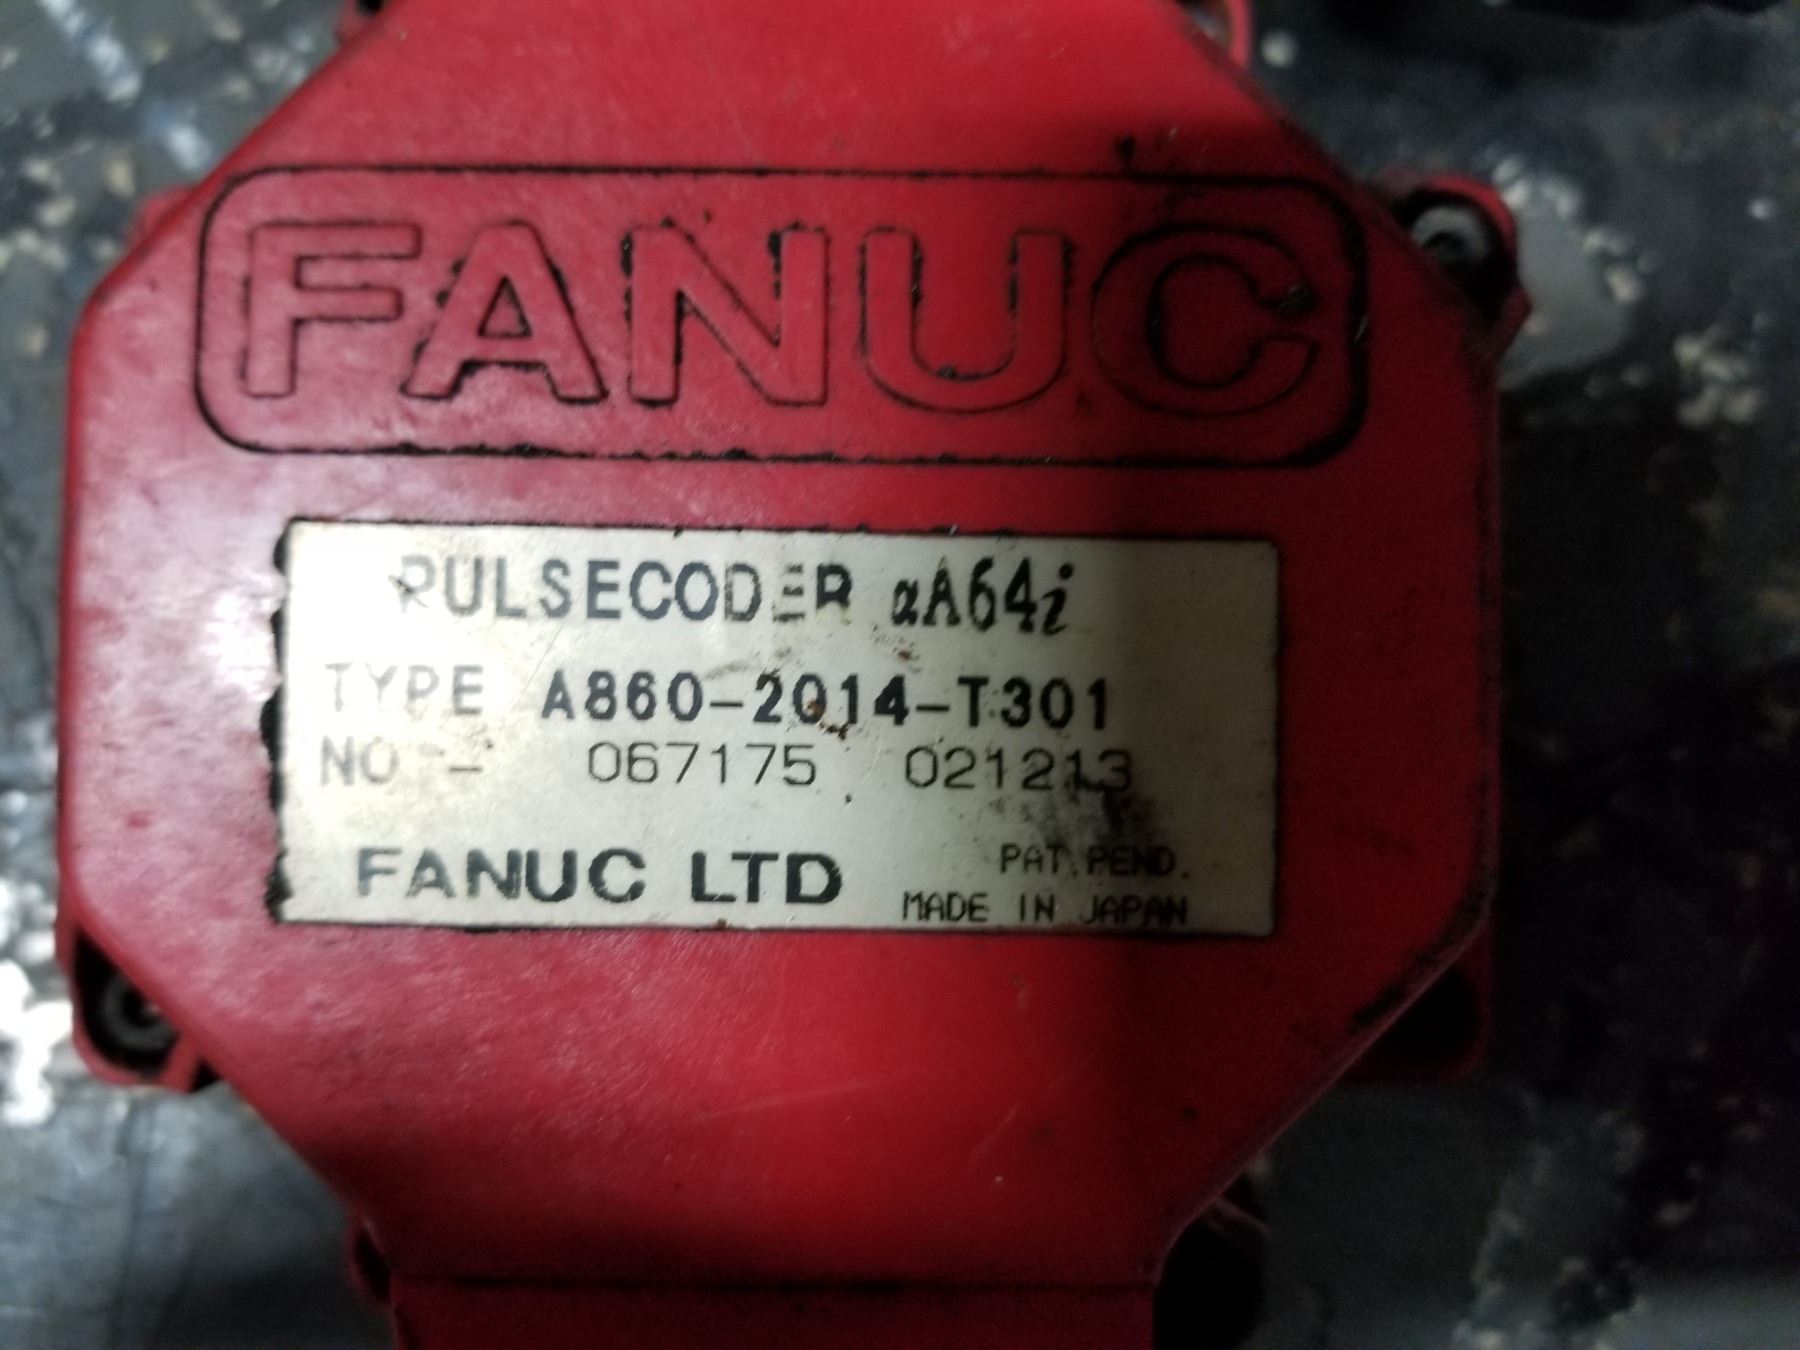 FANUC
PULSECODER αA64i
TYPE A860-2014-T301
NO - 067175 021213
FANUC LTD
PAT. PEND.
MADE IN JAPAN